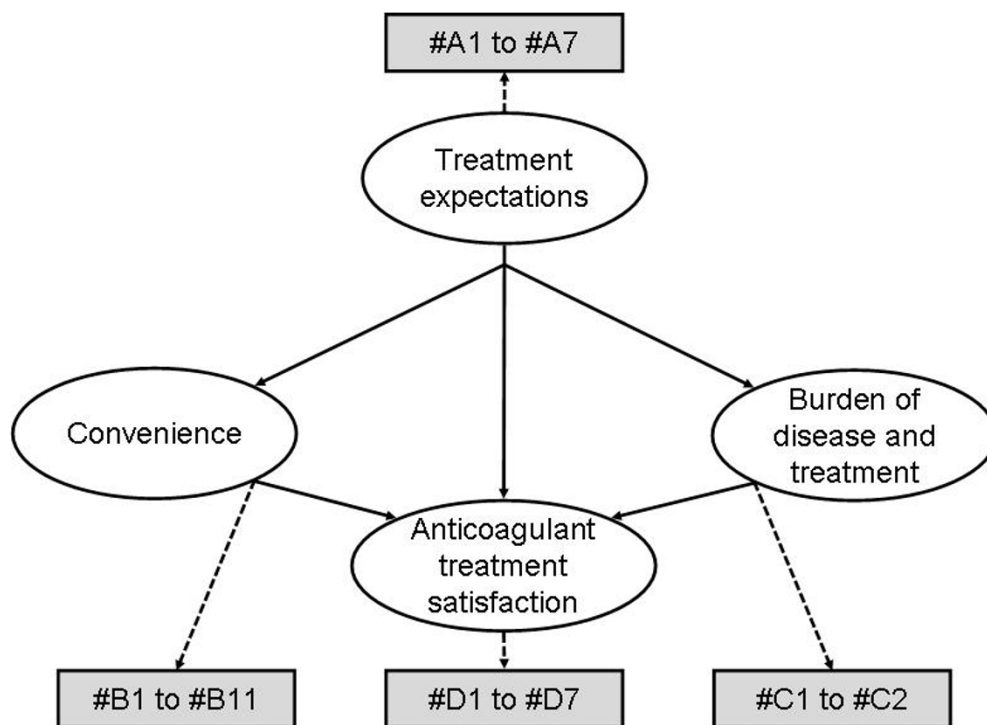 #A1 to #A7
Treatment
expectations
Convenience
Burden of
disease and
treatment
Anticoagulant
treatment
satisfaction
#B1 to #B11
#D1 to #D7
#C1 to #C2